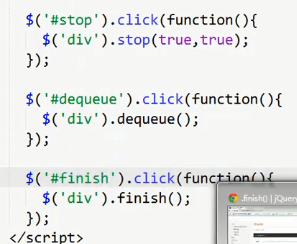 $('#stop').click(function(){
$('div').stop(true,true);
});
$('#dequeue').click(function(){
$('div').dequeue();
});
$('#finish').click(function(){
$('div').finish();
});
</script>
.finish() | jQuery